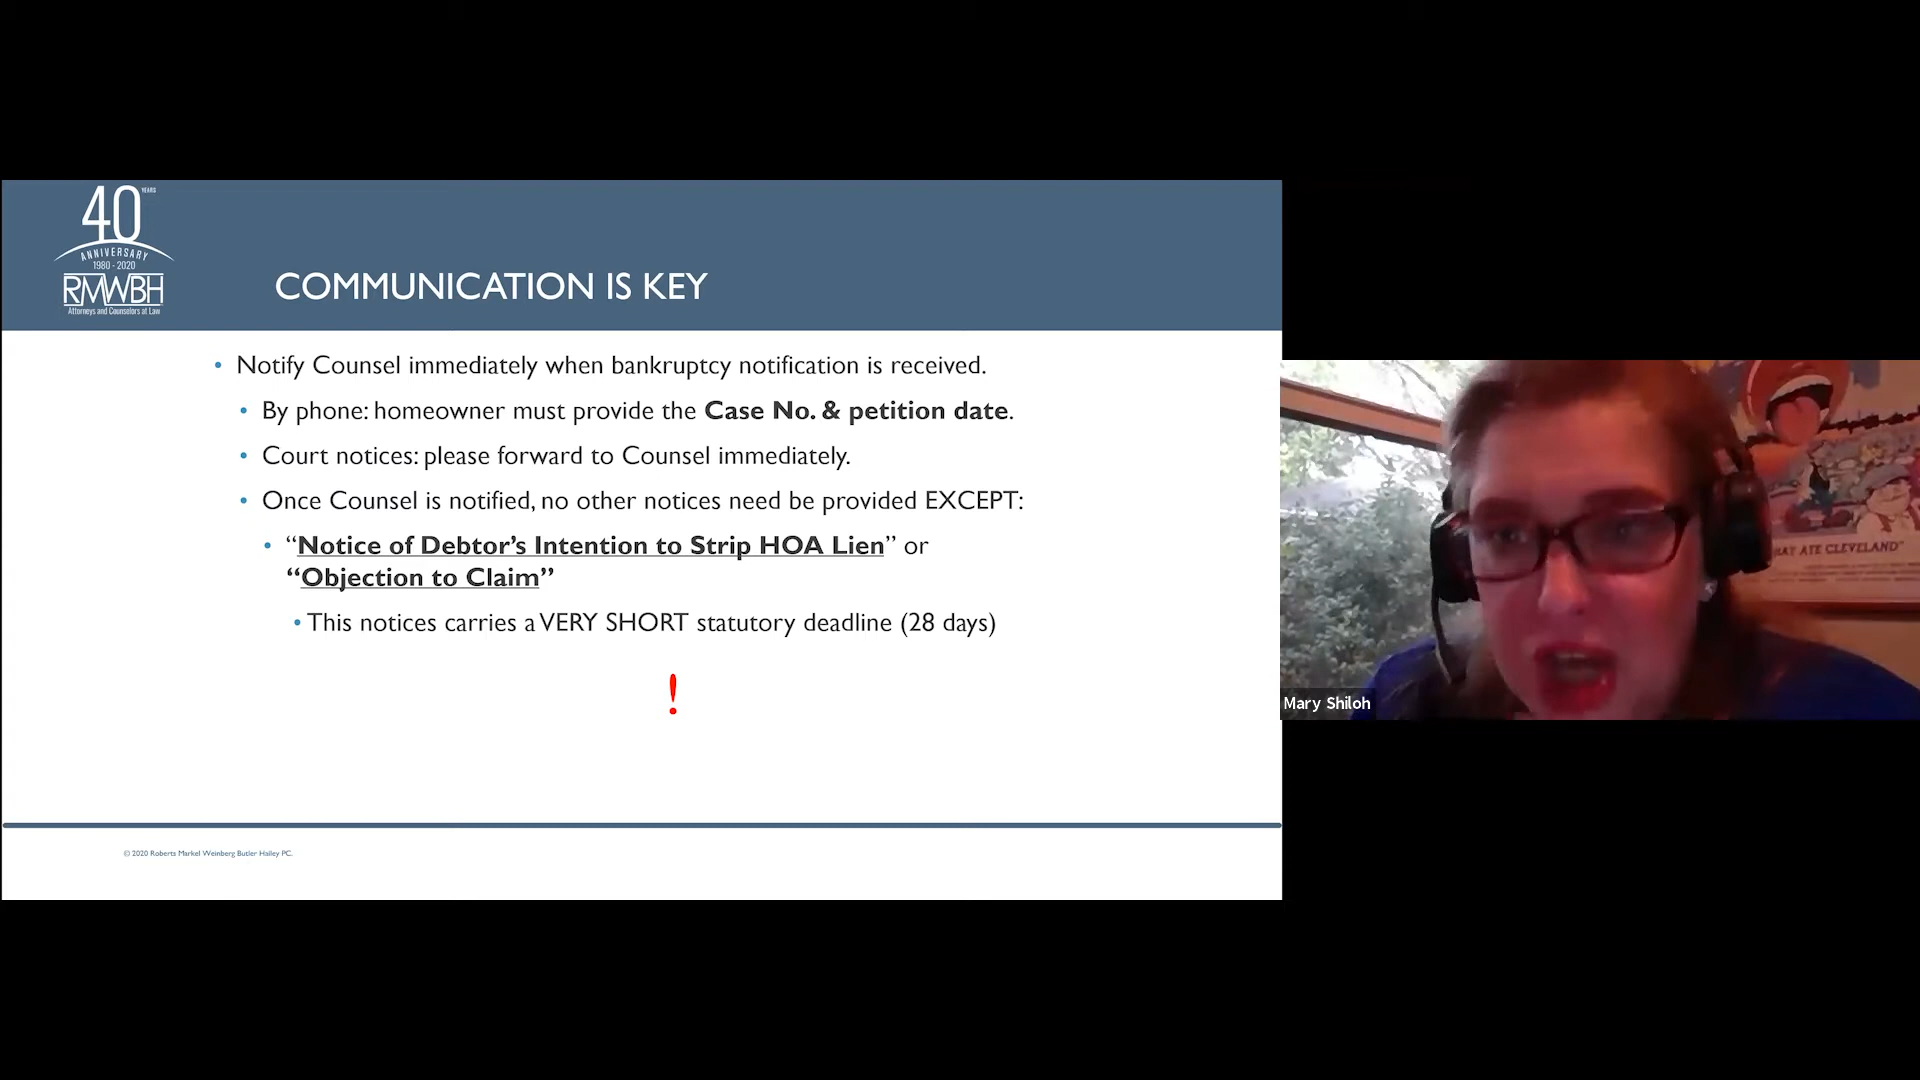 40 YEARS
ANNIVERSARY
1980 - 2020
RMWBH
Attorneys and Counselors at Law
COMMUNICATION IS KEY
• Notify Counsel immediately when bankruptcy notification is received.
• By phone: homeowner must provide the Case No. & petition date.
• Court notices: please forward to Counsel immediately.
• Once Counsel is notified, no other notices need be provided EXCEPT:
• “Notice of Debtor’s Intention to Strip HOA Lien” or
“Objection to Claim”
• This notices carries a VERY SHORT statutory deadline (28 days)
!
© 2020 Roberts Markel Weinberg Butler Hailey PC.
ATE CLEVELAND”
Mary Shiloh